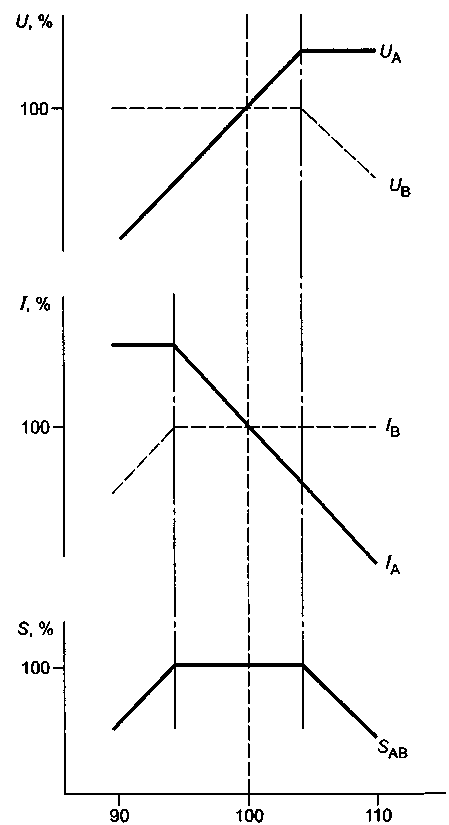 U, %
U_A
100
U_B
I, %
100
I_B
I_A
S, %
100
S_AB
90 100 110